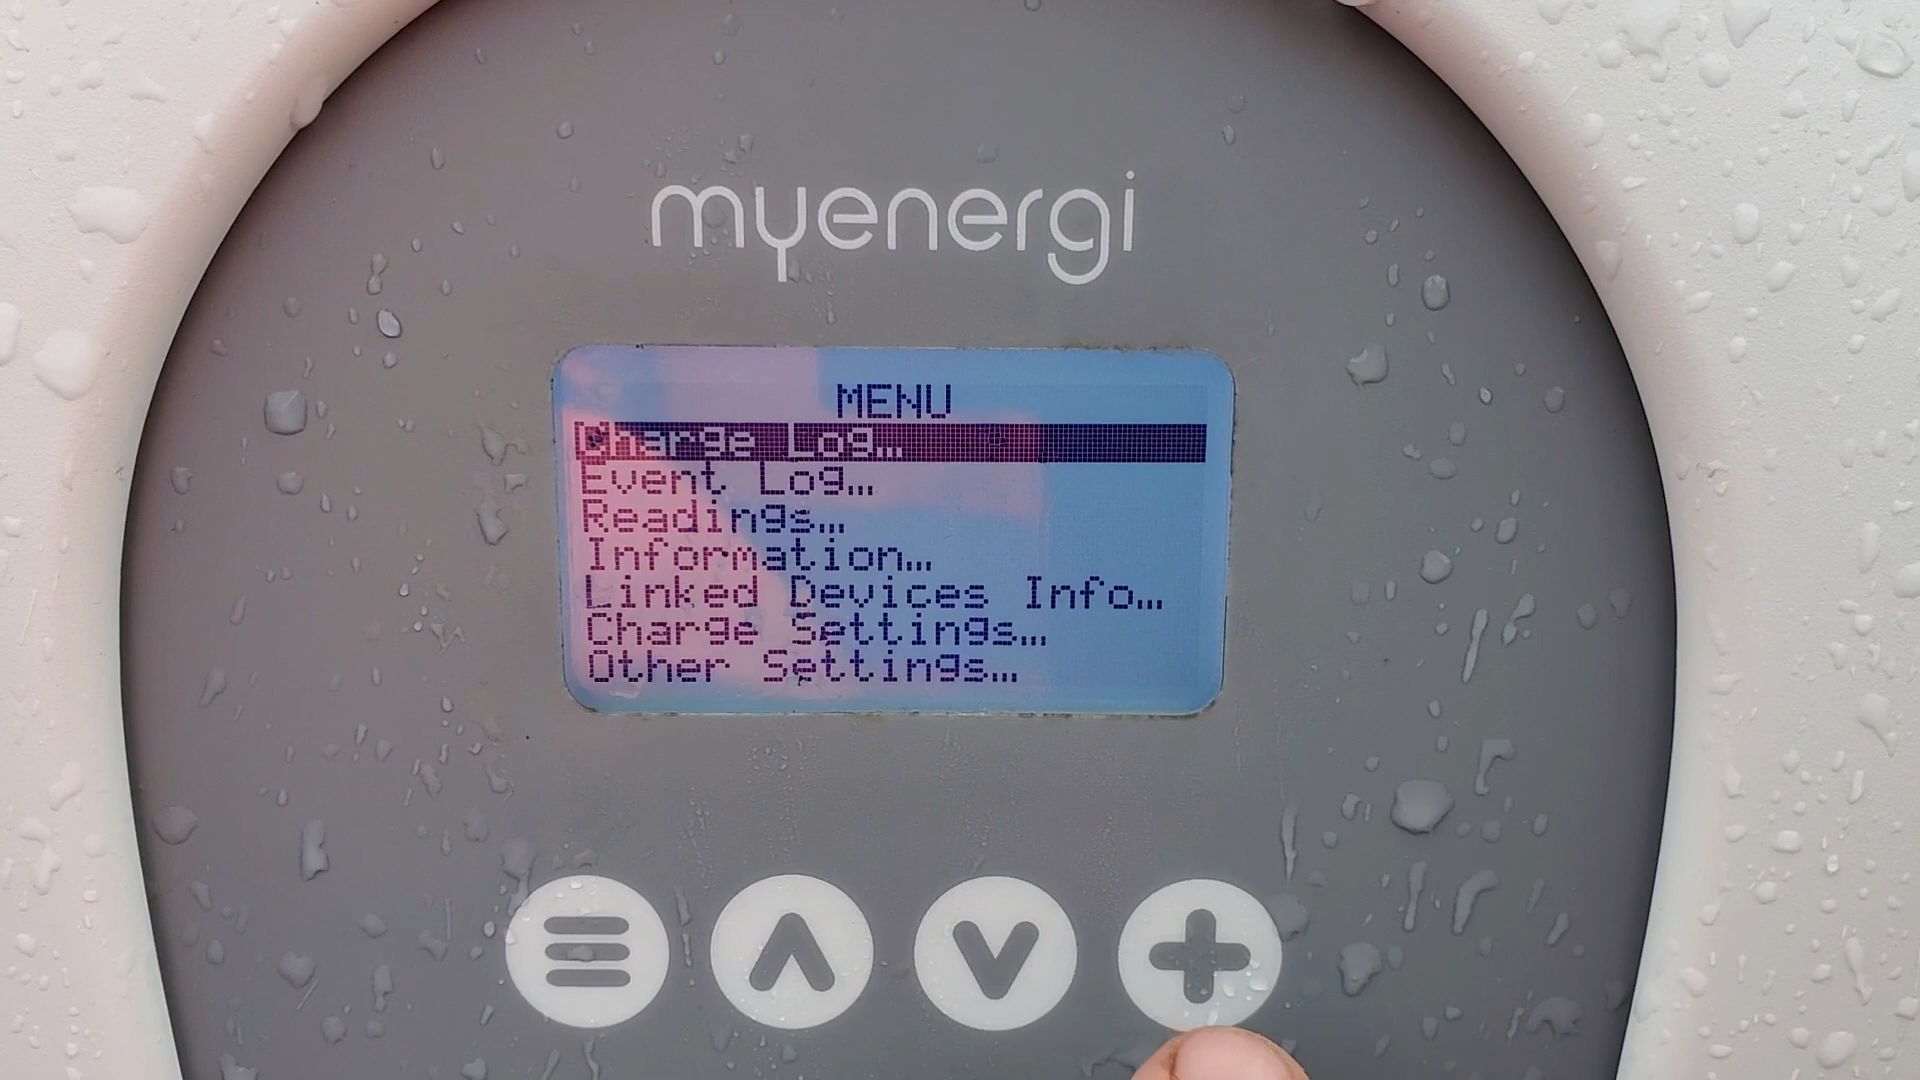 myenergi
MENU
Charge Log...
Event Log...
Readings...
Information...
Linked Devices Info...
Charge Settings...
Other Settings...